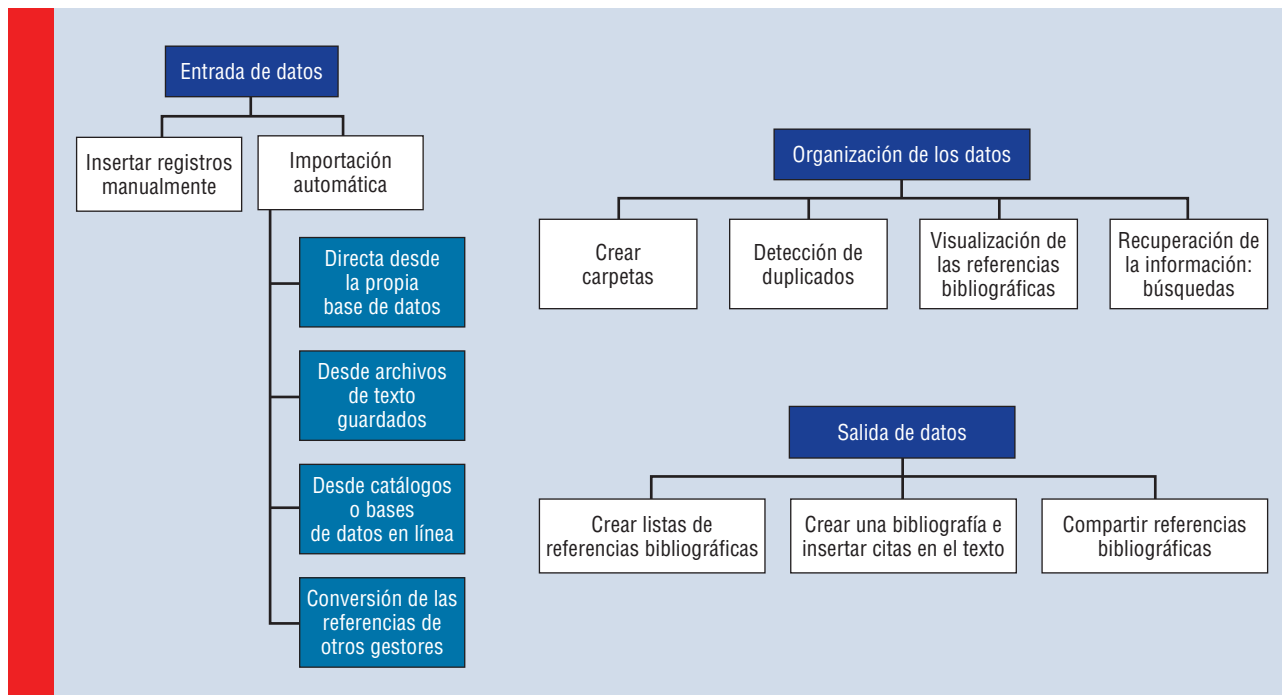 Entrada de datos
Insertar registros
manualmente
Importación
automática
Directa desde
la propia
base de datos
Desde archivos
de texto
guardados
Desde catálogos
o bases
de datos en línea
Conversión de las
referencias de
otros gestores
Organización de los datos
Crear
carpetas
Detección de
duplicados
Visualización de
las referencias
bibliográficas
Recuperación de
la información:
búsquedas
Salida de datos
Crear listas de
referencias bibliográficas
Crear una bibliografía e
insertar citas en el texto
Compartir referencias
bibliográficas